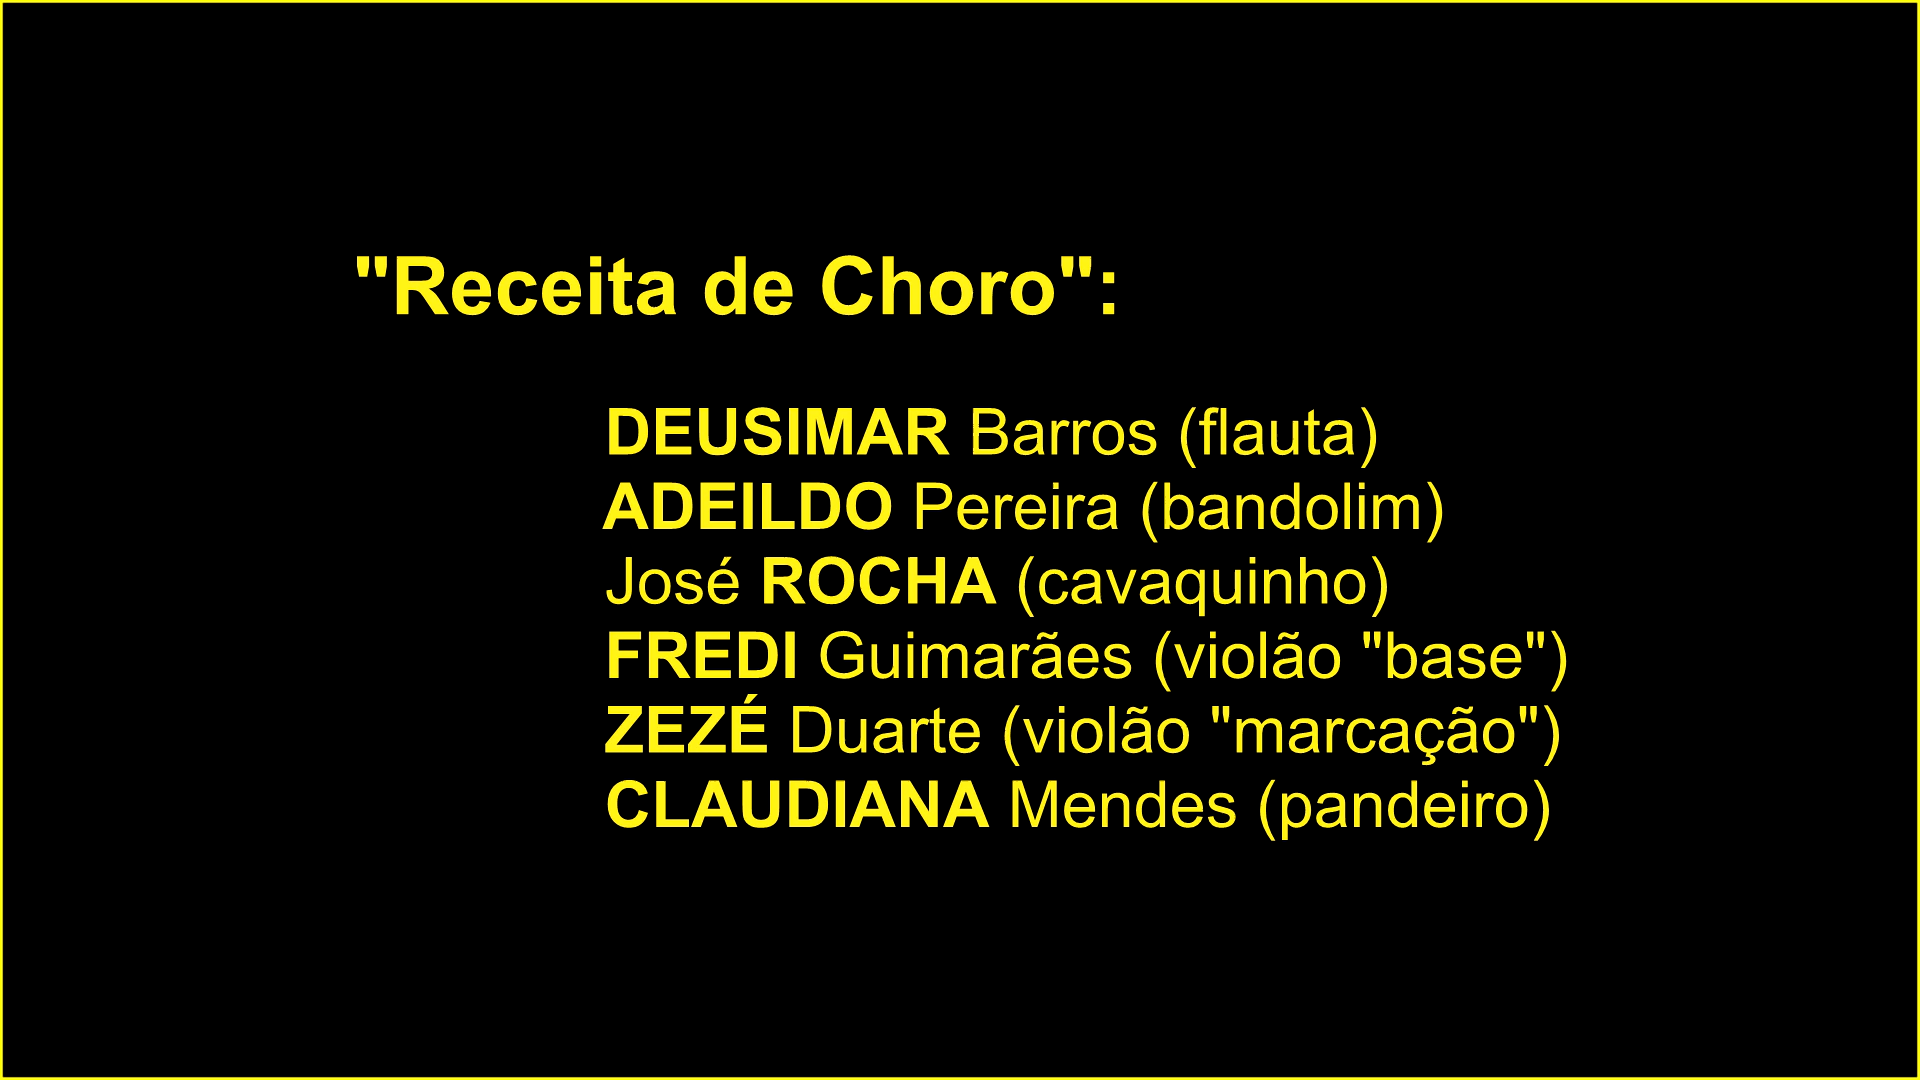 "Receita de Choro":
DEUSIMAR Barros (flauta)
ADEILDO Pereira (bandolim)
José ROCHA (cavaquinho)
FREDI Guimarães (violão "base")
ZEZÉ Duarte (violão "marcação")
CLAUDIANA Mendes (pandeiro)